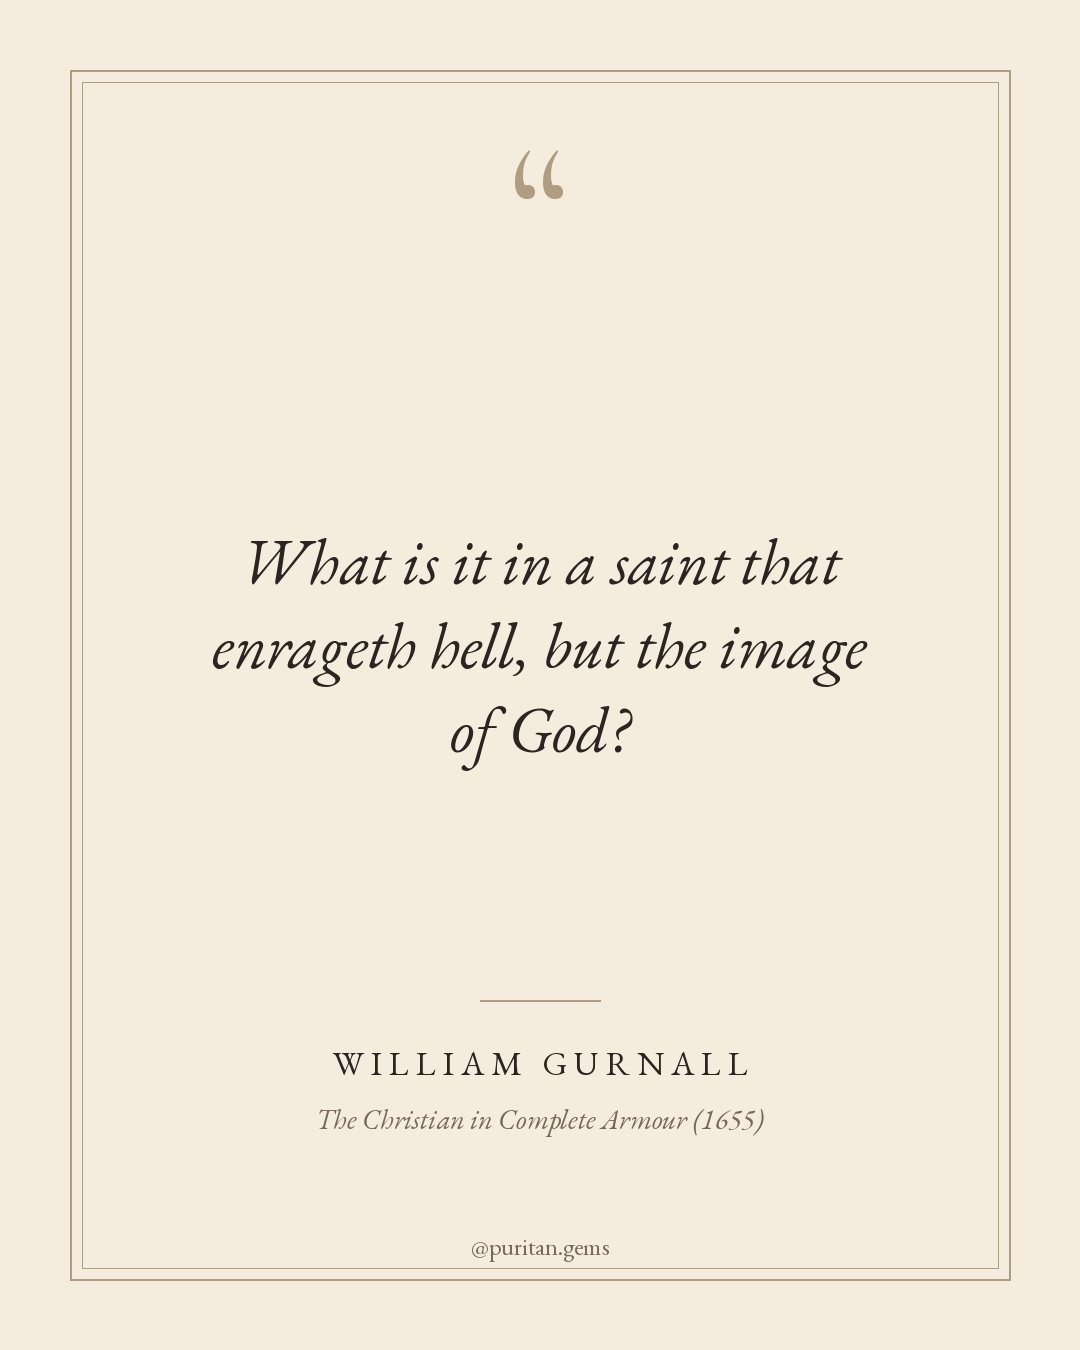 “
What is it in a saint that
enrageth hell, but the image
of God?
WILLIAM GURNALL
The Christian in Complete Armour (1655)
@puritan.gems